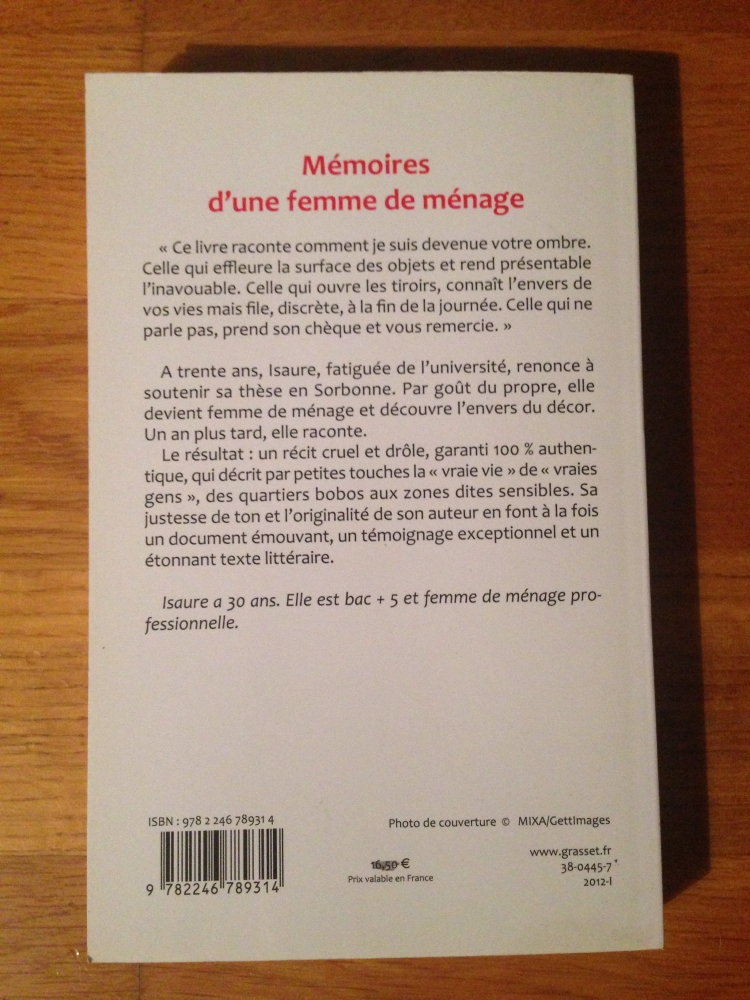 Mémoires
d'une femme de ménage
« Ce livre raconte comment je suis devenue votre ombre.
Celle qui effleure la surface des objets et rend présentable
l'inavouable. Celle qui ouvre les tiroirs, connaît l'envers de
vos vies mais file, discrète, à la fin de la journée. Celle qui ne
parle pas, prend son chèque et vous remercie. »
A trente ans, Isaure, fatiguée de l'université, renonce à
soutenir sa thèse en Sorbonne. Par goût du propre, elle
devient femme de ménage et découvre l'envers du décor.
Un an plus tard, elle raconte.
Le résultat : un récit cruel et drôle, garanti 100 % authen-
tique, qui décrit par petites touches la « vraie vie » de « vraies
gens », des quartiers bobos aux zones dites sensibles. Sa
justesse de ton et l'originalité de son auteur en font à la fois
un document émouvant, un témoignage exceptionnel et un
étonnant texte littéraire.
Isaure a 30 ans. Elle est bac + 5 et femme de ménage pro-
fessionnelle.
ISBN : 978 2 246 78931 4
9 782246 789314
Photo de couverture © MIXA/GettImages
16,50 €
Prix valable en France
www.grasset.fr
38-0445-7
2012-I